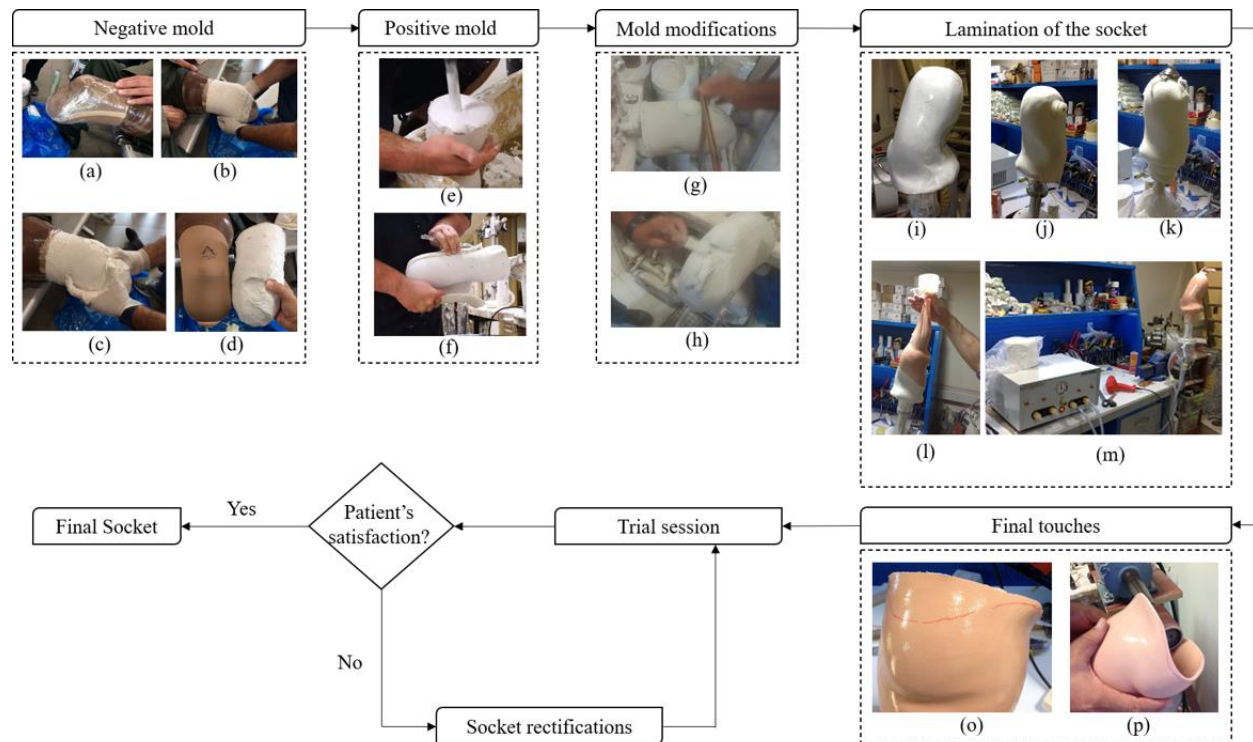 Negative mold
Positive mold
Mold modifications
Lamination of the socket
(a)
(b)
(c)
(d)
(e)
(f)
(g)
(h)
(i)
(j)
(k)
(l)
(m)
Final Socket
Yes
Patient’s
satisfaction?
Trial session
Final touches
No
Socket rectifications
(o)
(p)